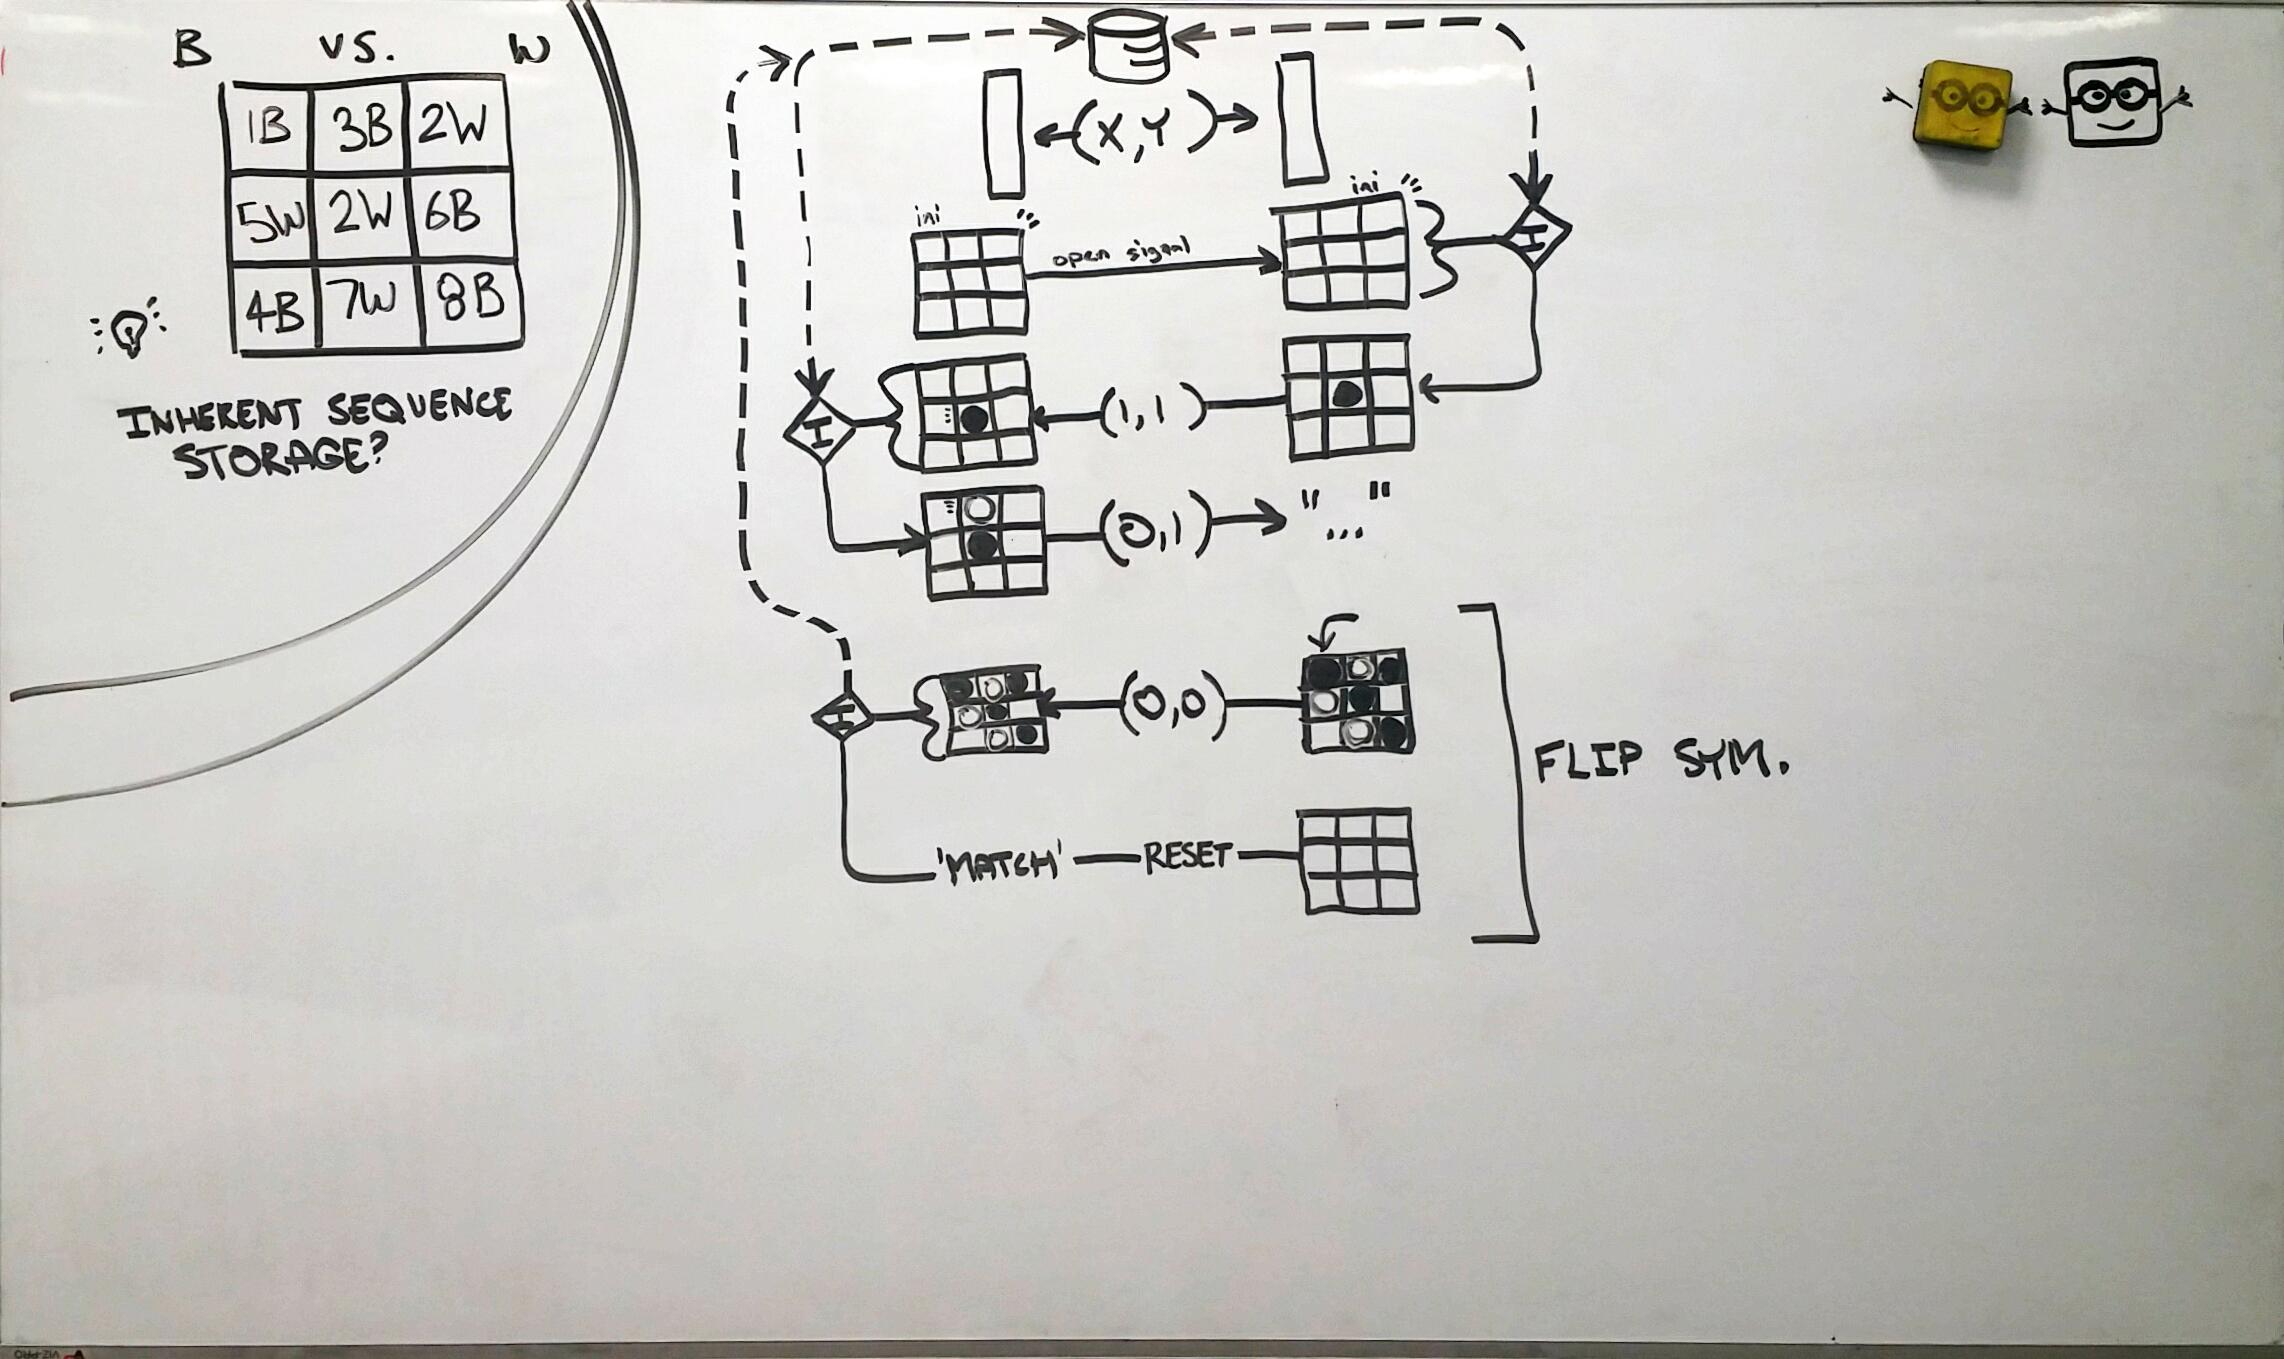 B VS. W
1B 3B 2W
5W 2W 6B
4B 7W 8B
INHERENT SEQUENCE
STORAGE?
(X,Y)
ini
ini
open signal
I
I
(1,1)
(0,1)
"..."
I
(0,0)
FLIP SYM.
'MATCH' — RESET